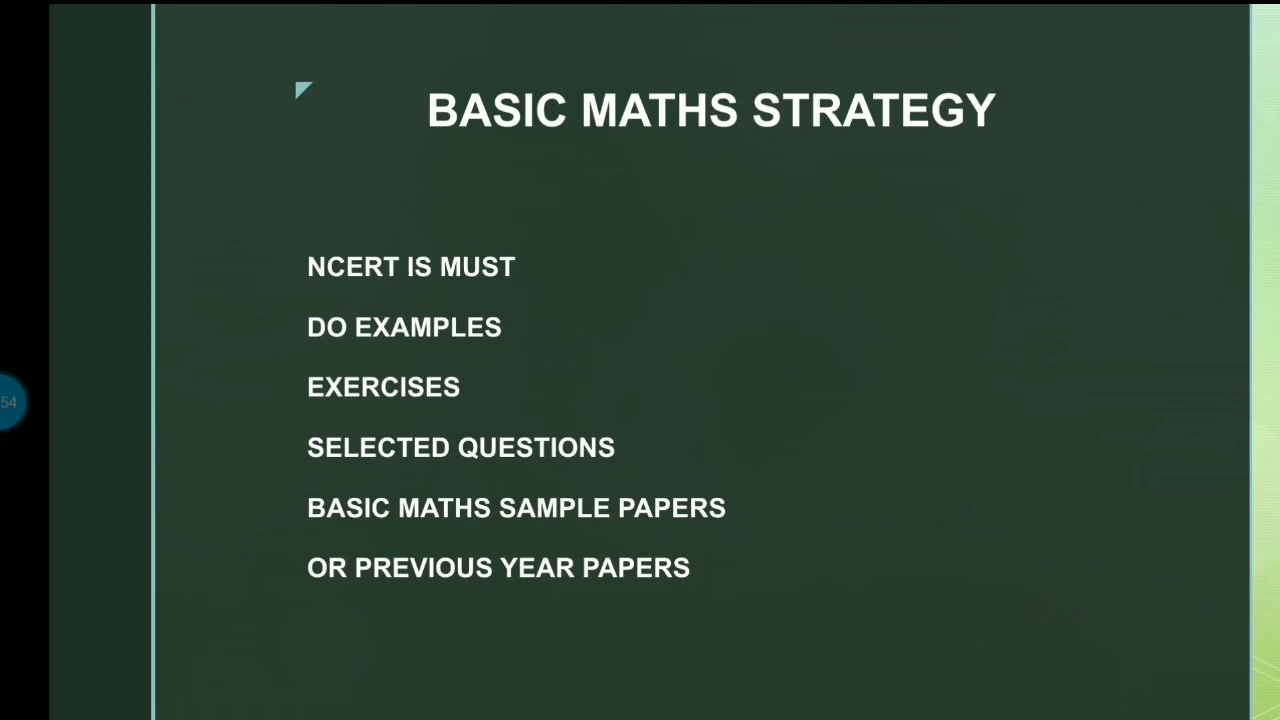 BASIC MATHS STRATEGY
NCERT IS MUST
DO EXAMPLES
EXERCISES
54
SELECTED QUESTIONS
BASIC MATHS SAMPLE PAPERS
OR PREVIOUS YEAR PAPERS